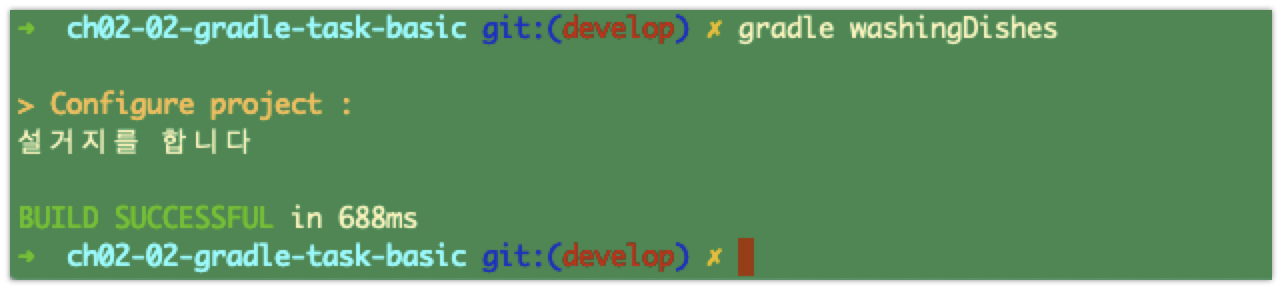 → ch02-02-gradle-task-basic git:(develop) ✗ gradle washingDishes
> Configure project :
설거지를 합니다
BUILD SUCCESSFUL in 688ms
→ ch02-02-gradle-task-basic git:(develop) ✗